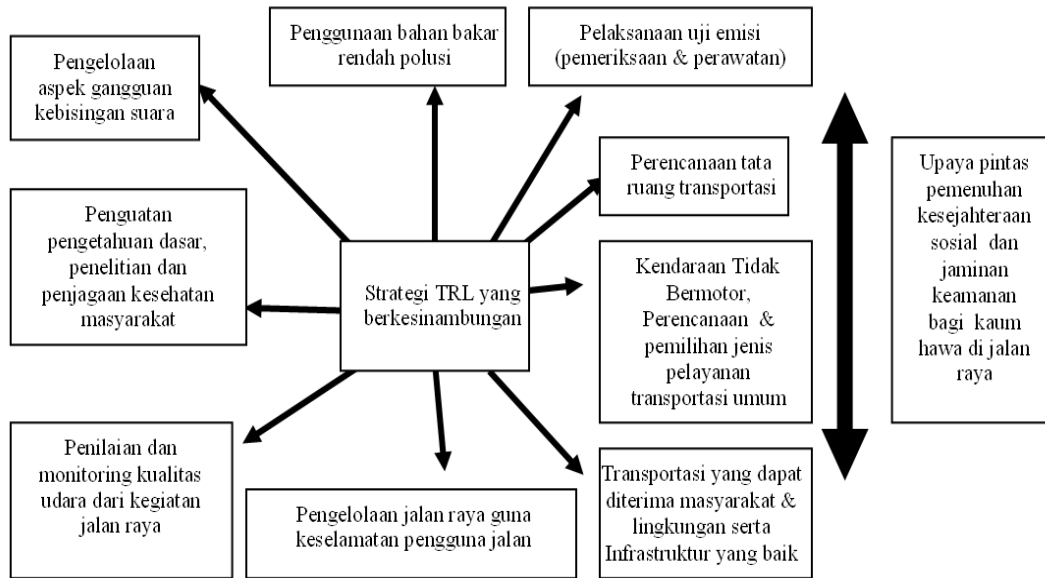 Penggunaan bahan bakar
rendah polusi
Pelaksanaan uji emisi
(pemeriksaan & perawatan)
Pengelolaan
aspek gangguan
kebisingan suara
Perencanaan tata
ruang transportasi
Upaya pintas
pemenuhan
kesejahteraan
sosial dan
jaminan
keamanan
bagi kaum
hawa di jalan
raya
Penguatan
pengetahuan dasar,
penelitian dan
penjagaan kesehatan
masyarakat
Strategi TRL yang
berkesinambungan
Kendaraan Tidak
Bermotor,
Perencanaan &
pemilihan jenis
pelayanan
transportasi umum
Penilaian dan
monitoring kualitas
udara dari kegiatan
jalan raya
Pengelolaan jalan raya guna
keselamatan pengguna jalan
Transportasi yang dapat
diterima masyarakat &
lingkungan serta
Infrastruktur yang baik